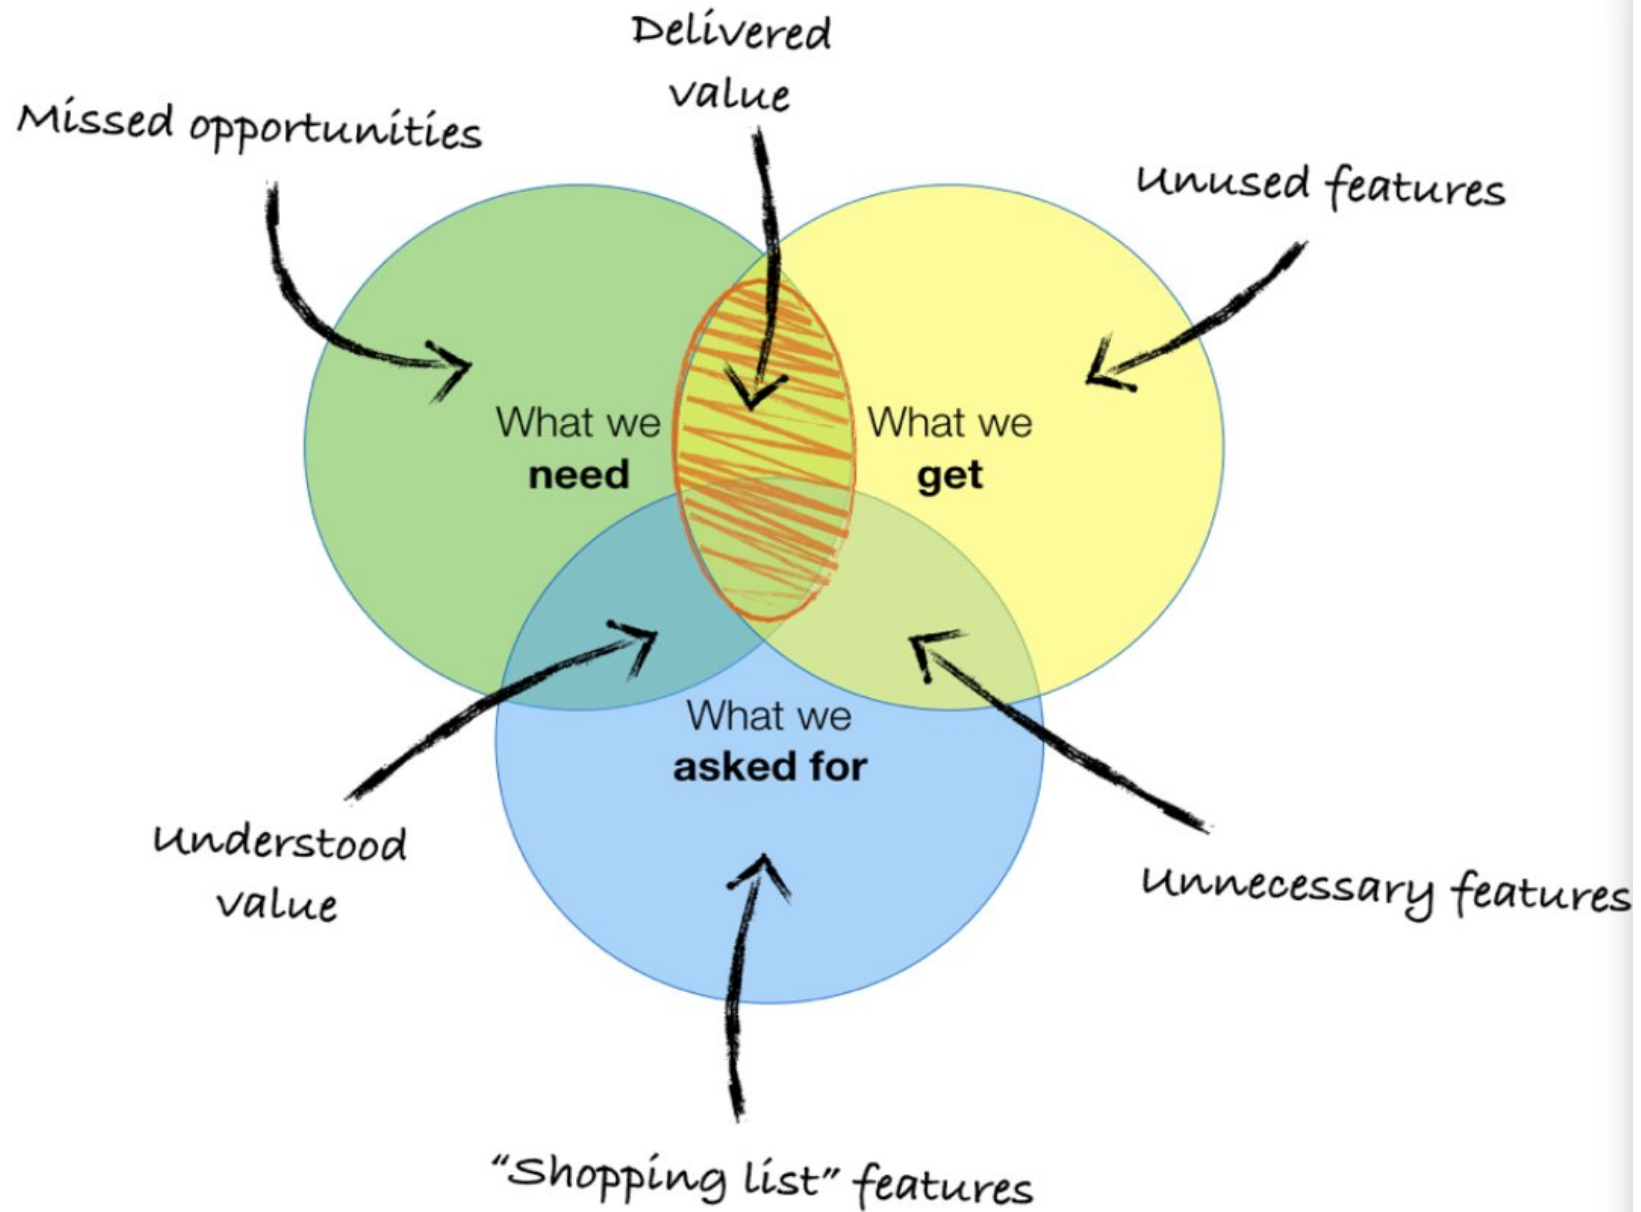 Delivered
value
Missed opportunities
Unused features
What we
need
What we
get
What we
asked for
Understood
value
Unnecessary features
“Shopping list” features